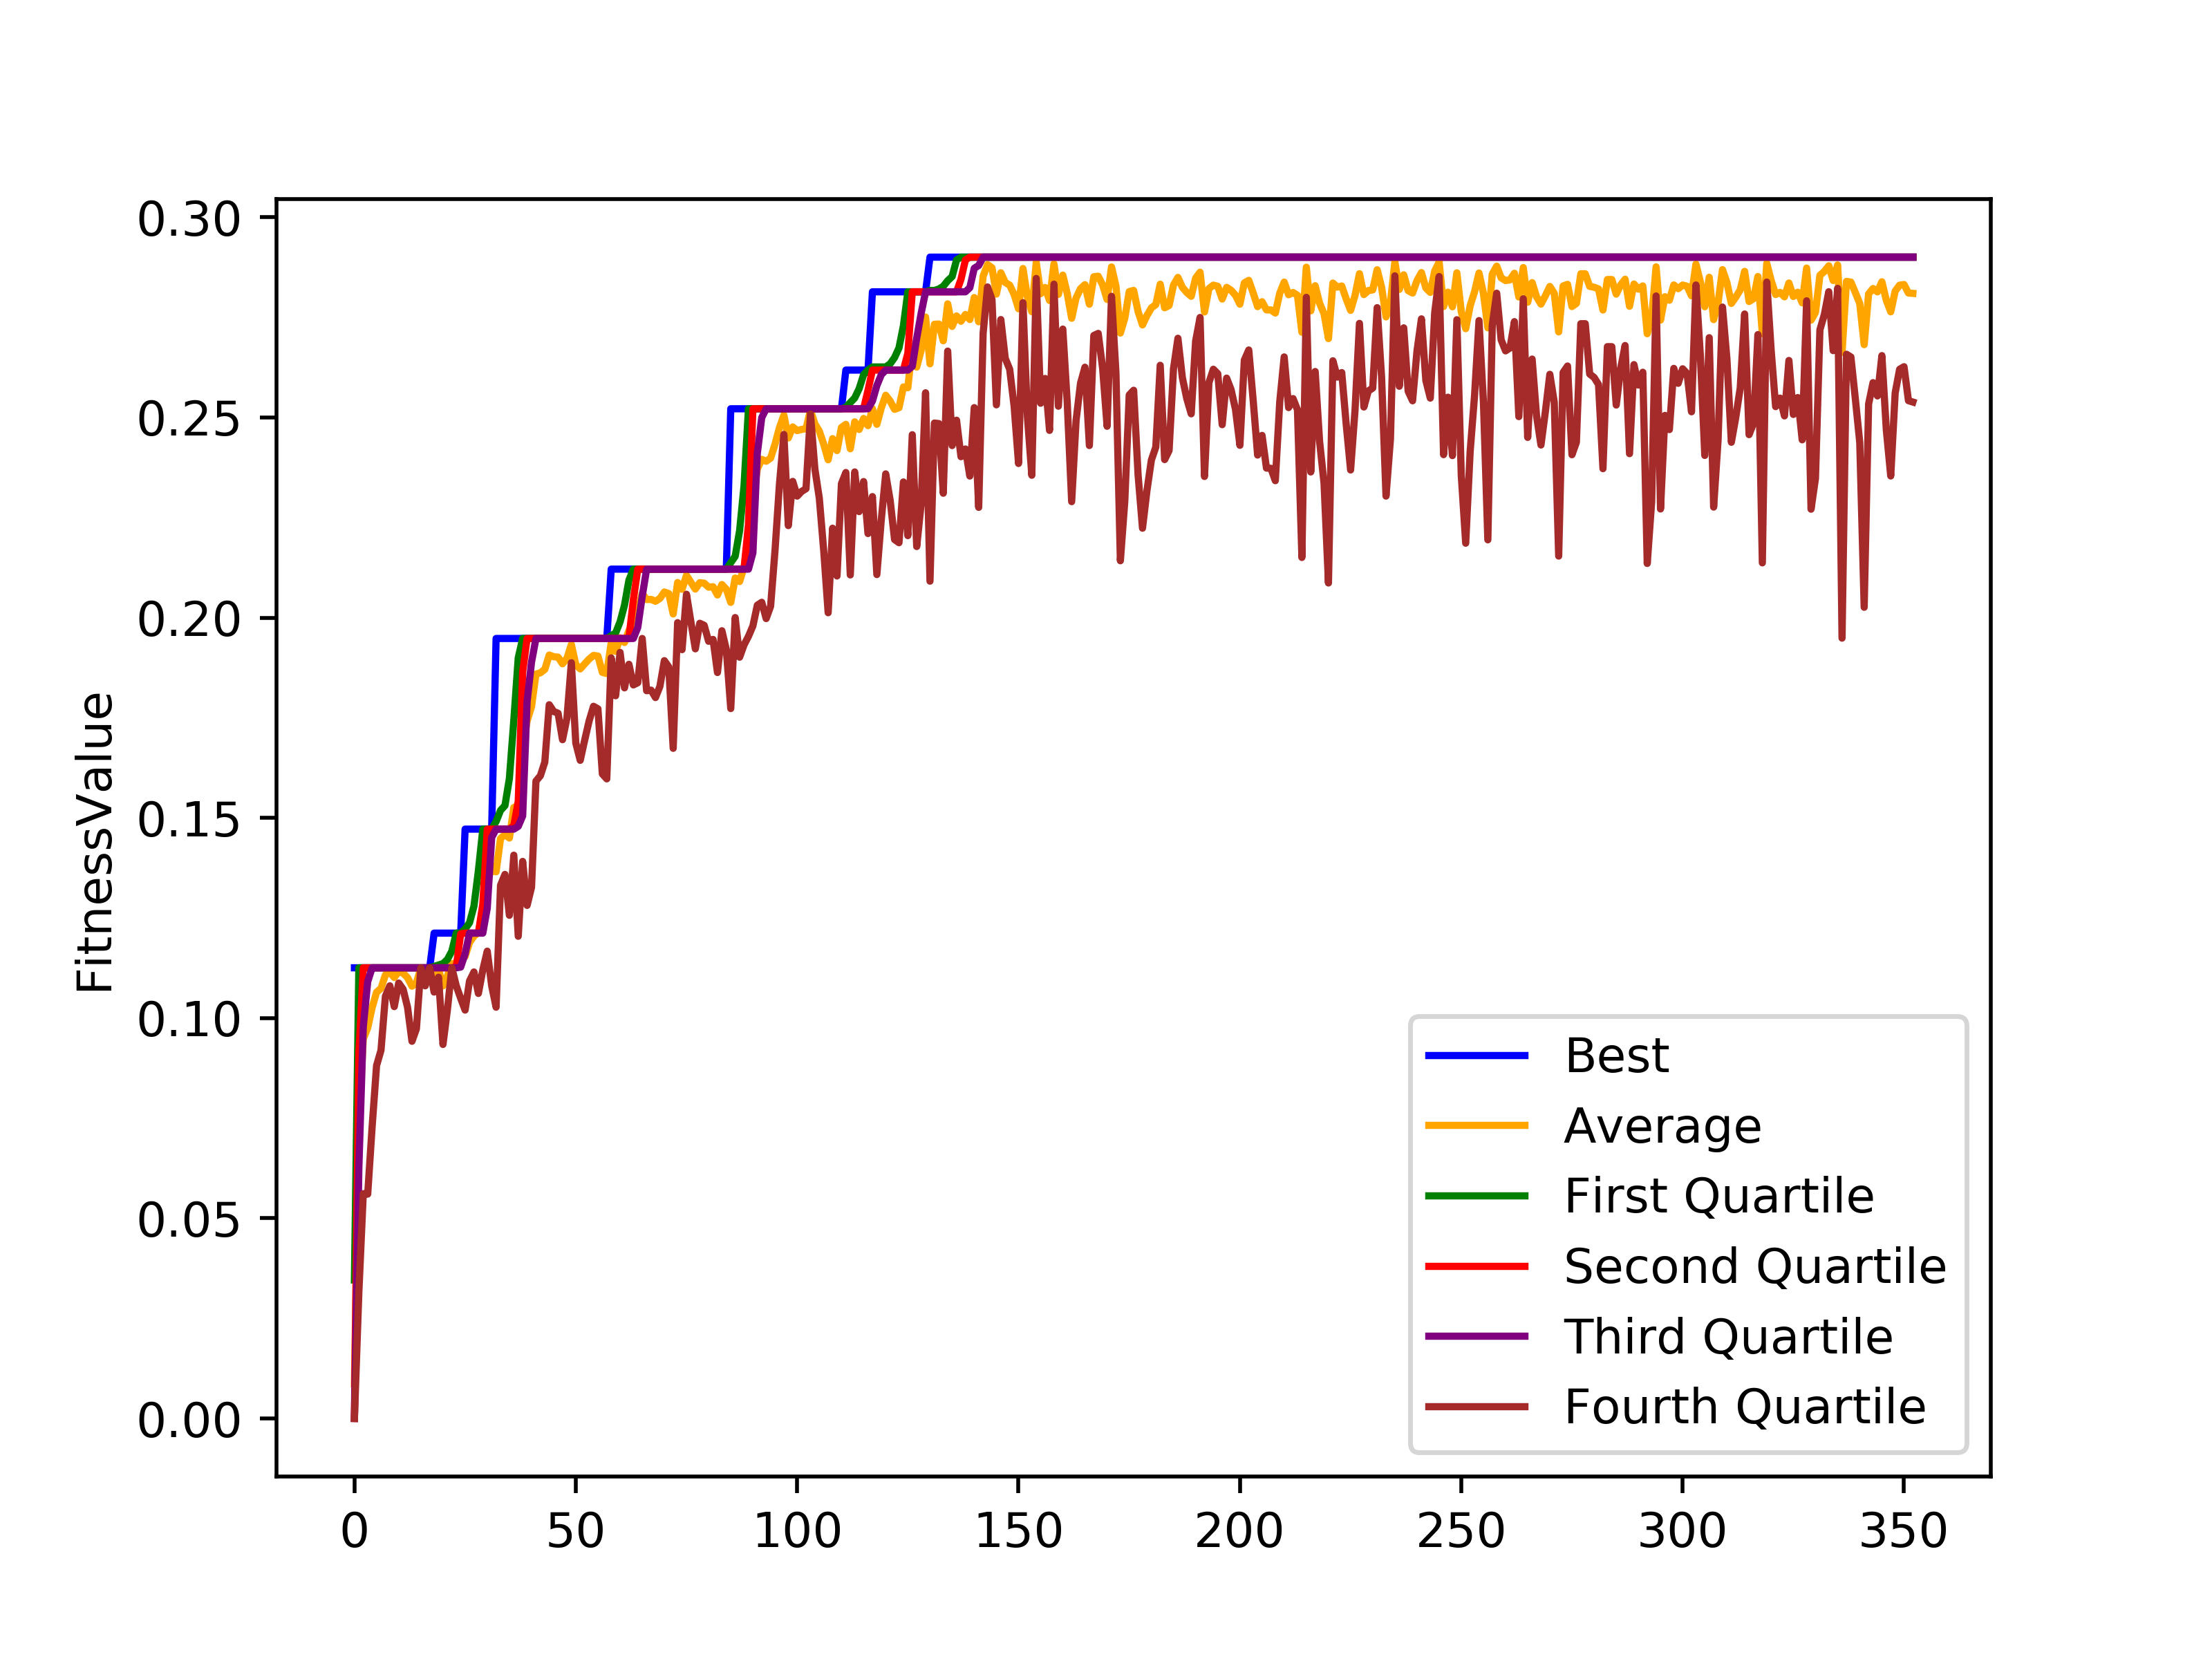 FitnessValue
0.30
0.25
0.20
0.15
0.10
0.05
0.00
0 50 100 150 200 250 300 350
Best
Average
First Quartile
Second Quartile
Third Quartile
Fourth Quartile